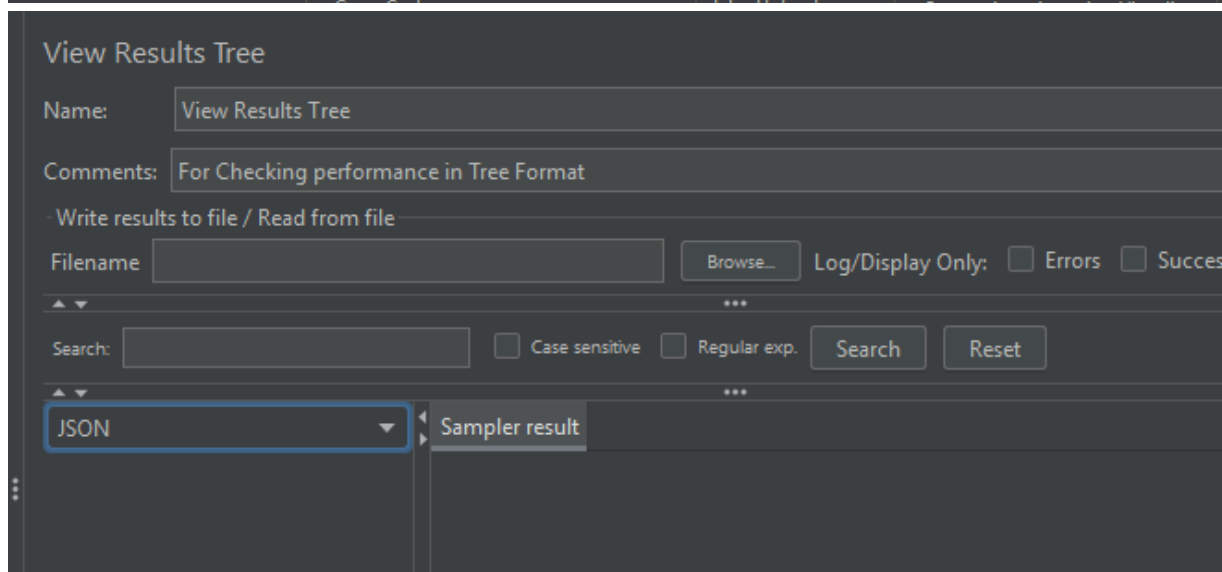 View Results Tree
Name: View Results Tree
Comments: For Checking performance in Tree Format
Write results to file / Read from file
Filename Browse... Log/Display Only: Errors
Search: Case sensitive Regular exp. Search Reset
JSON Sampler result